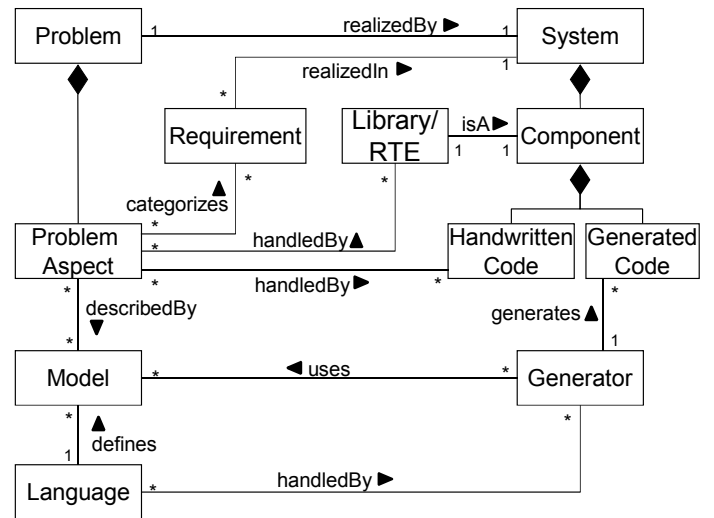 Problem
1
realizedBy ►
1
System
realizedIn ►
1
*
Requirement
*
Library/
RTE
*
isA►
1
1
Component
categorizes ▲
*
Problem
Aspect
*
handledBy▲
*
handledBy ►
*
Handwritten
Code
Generated
Code
*
*
describedBy
▼
*
generates ▲
1
Model
*
◄ uses
*
Generator
*
▲
defines
1
*
Language
*
handledBy ►